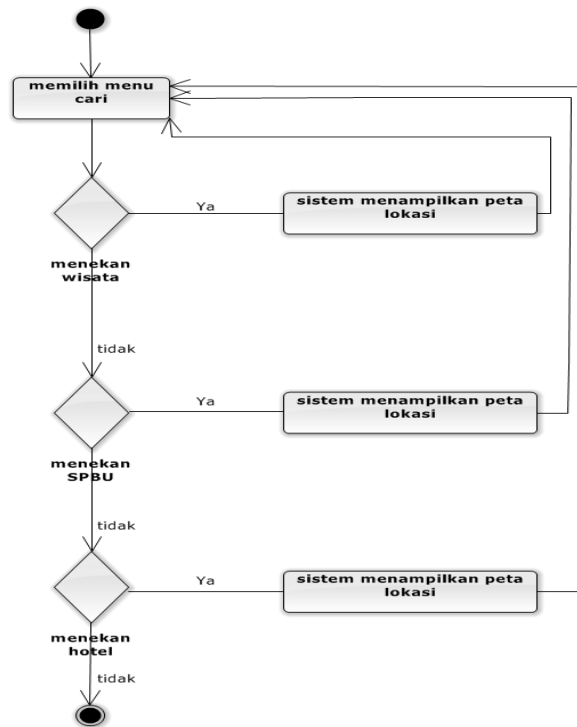 memilih menu
cari
Ya
sistem menampilkan peta
lokasi
menekan
wisata
tidak
Ya
sistem menampilkan peta
lokasi
menekan
SPBU
tidak
Ya
sistem menampilkan peta
lokasi
menekan
hotel
tidak